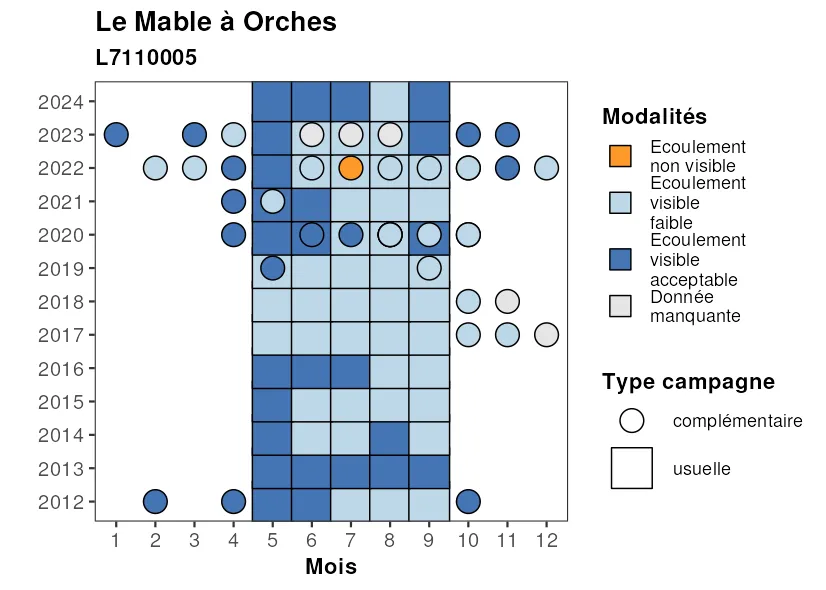 Le Mable à Orches
L7110005
2024
2023
2022
2021
2020
2019
2018
2017
2016
2015
2014
2013
2012
1 2 3 4 5 6 7 8 9 10 11 12
Mois
Modalités
Ecoulement
non visible
Ecoulement
visible
faible
Ecoulement
visible
acceptable
Donnée
manquante
Type campagne
complémentaire
usuelle